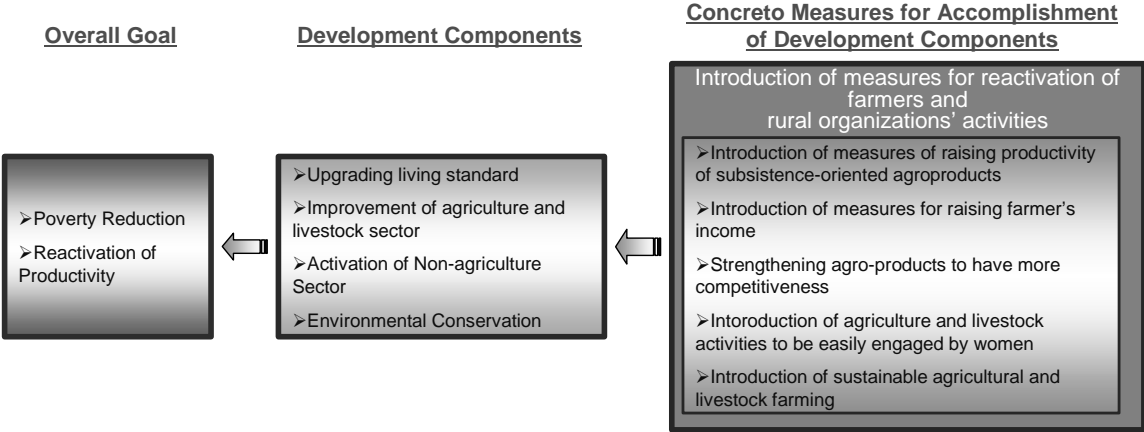 Overall Goal
➢Poverty Reduction
➢Reactivation of
Productivity
Development Components
➢Upgrading living standard
➢Improvement of agriculture and
livestock sector
➢Activation of Non-agriculture
Sector
➢Environmental Conservation
Concreto Measures for Accomplishment
of Development Components
Introduction of measures for reactivation of
farmers and
rural organizations’ activities
➢Introduction of measures of raising productivity
of subsistence-oriented agroproducts
➢Introduction of measures for raising farmer’s
income
➢Strengthening agro-products to have more
competitiveness
➢Intoroduction of agriculture and livestock
activities to be easily engaged by women
➢Introduction of sustainable agricultural and
livestock farming